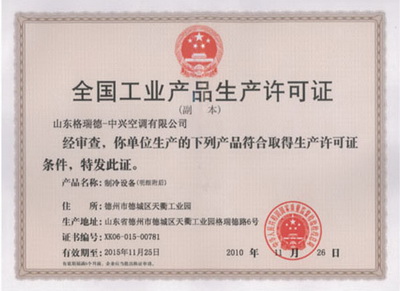 全国工业产品生产许可证
(副 本)
山东格瑞德-中兴空调有限公司
经审查，你单位生产的下列产品符合取得生产许可证
条件，特发此证。
产品名称：制冷设备(明细附后)
住 所：德州市德城区天衢工业园
生产地址：山东省德州市德城区天衢工业园格瑞德路6号
证书编号：XK06-015-00781
有效期至：2015年11月25日
2010 年 11 月 26 日